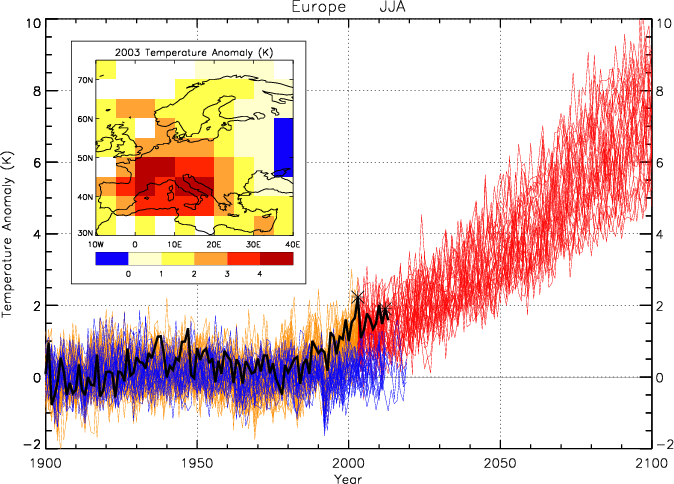 Europe JJA
10 10
8 8
6 6
4 4
2 2
0 0
-2 -2
Temperature Anomaly (K)
2003 Temperature Anomaly (K)
70N
60N
50N
40N
30N
10W 0 10E 20E 30E 40E
0 1 2 3 4
1900 1950 2000 2050 2100
Year